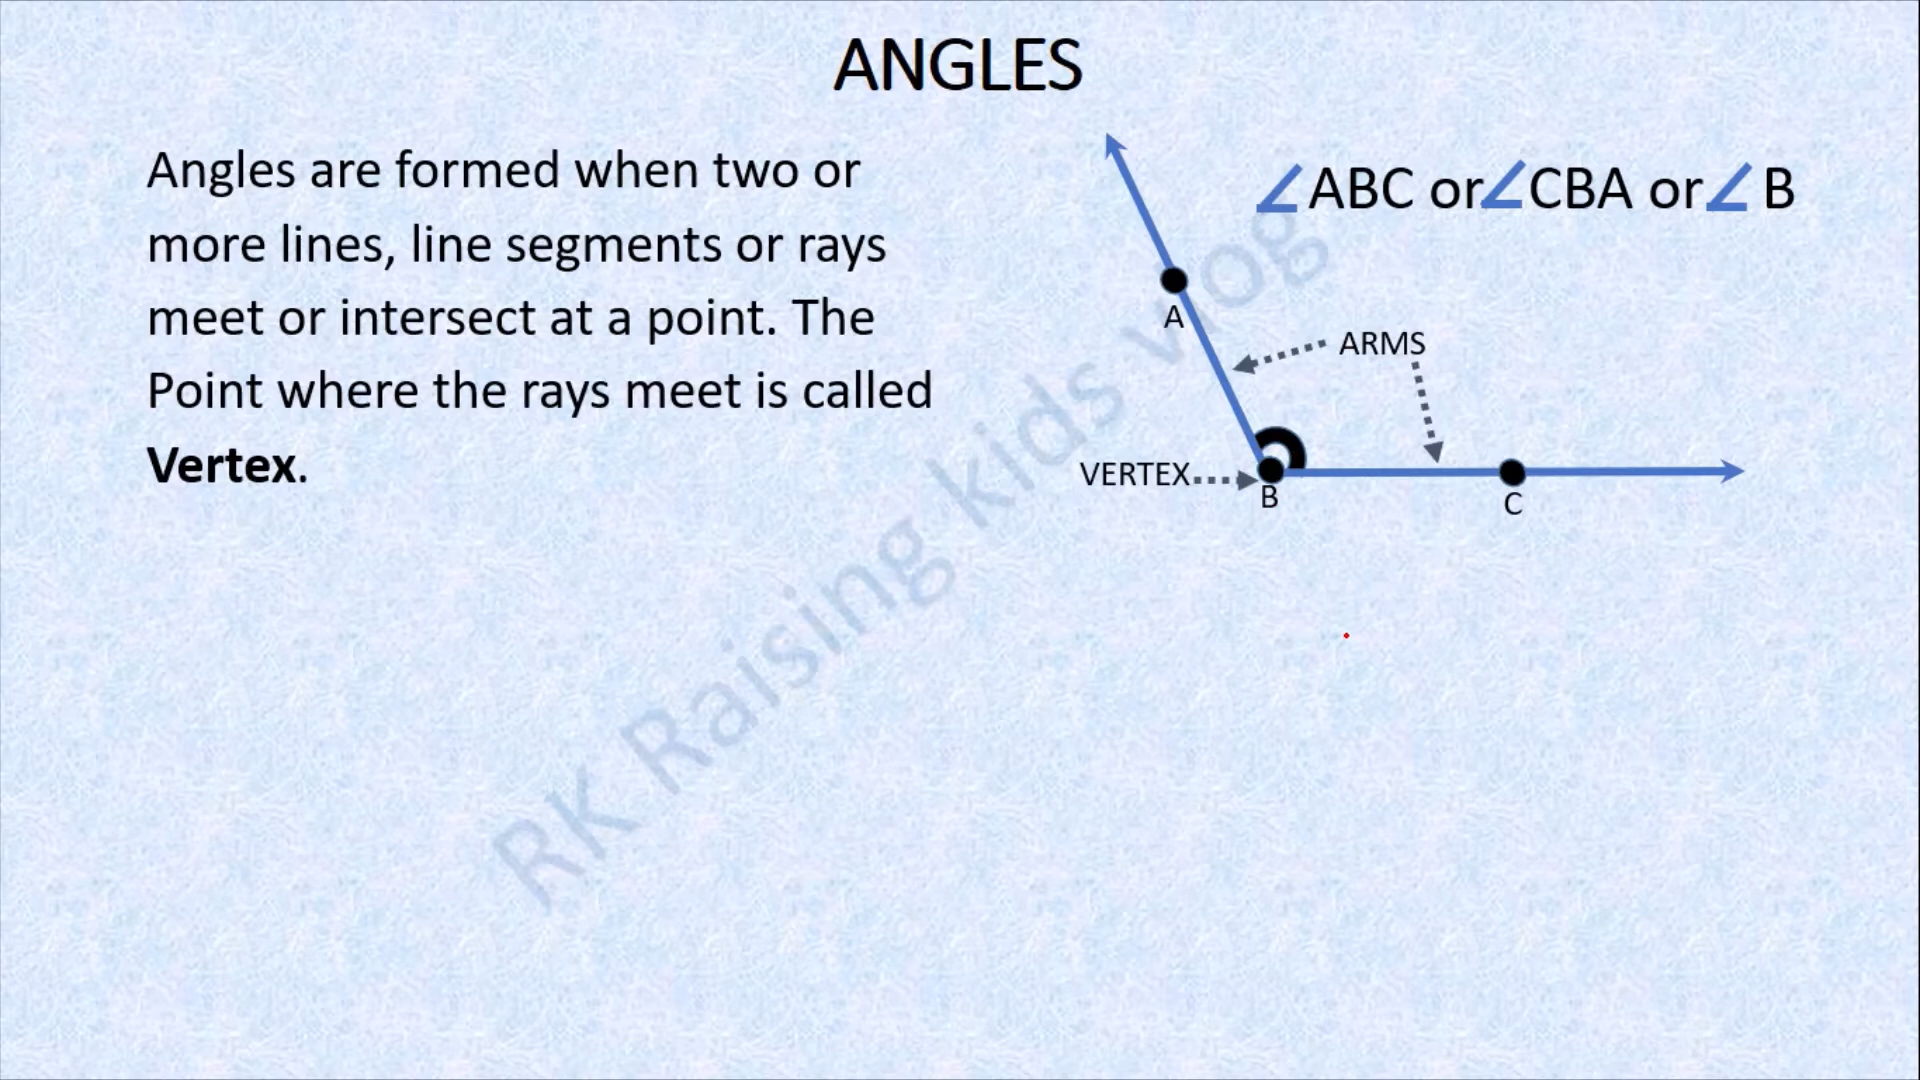 ANGLES
Angles are formed when two or
more lines, line segments or rays
meet or intersect at a point. The
Point where the rays meet is called
Vertex.
∠ABC or∠CBA or∠ B
A
ARMS
VERTEX
B
C
RK Raising kids vlog